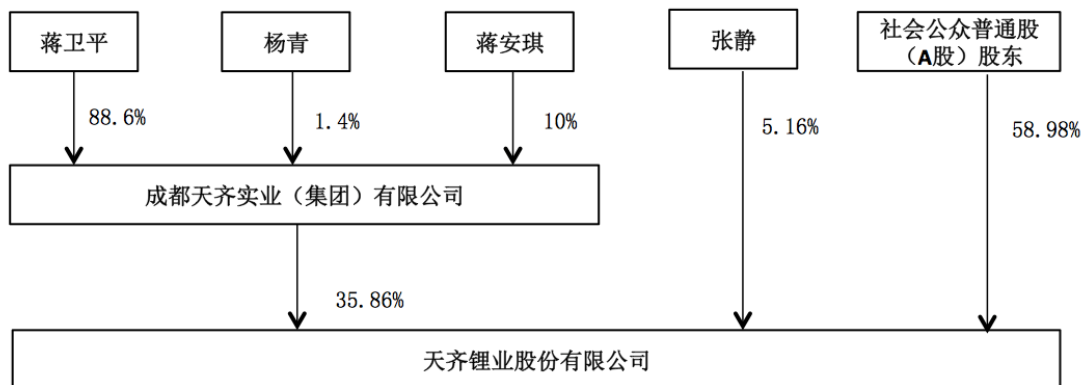 蒋卫平
杨青
蒋安琪
张静
社会公众普通股
（A股）股东
88.6%
1.4%
10%
5.16%
58.98%
成都天齐实业（集团）有限公司
35.86%
天齐锂业股份有限公司